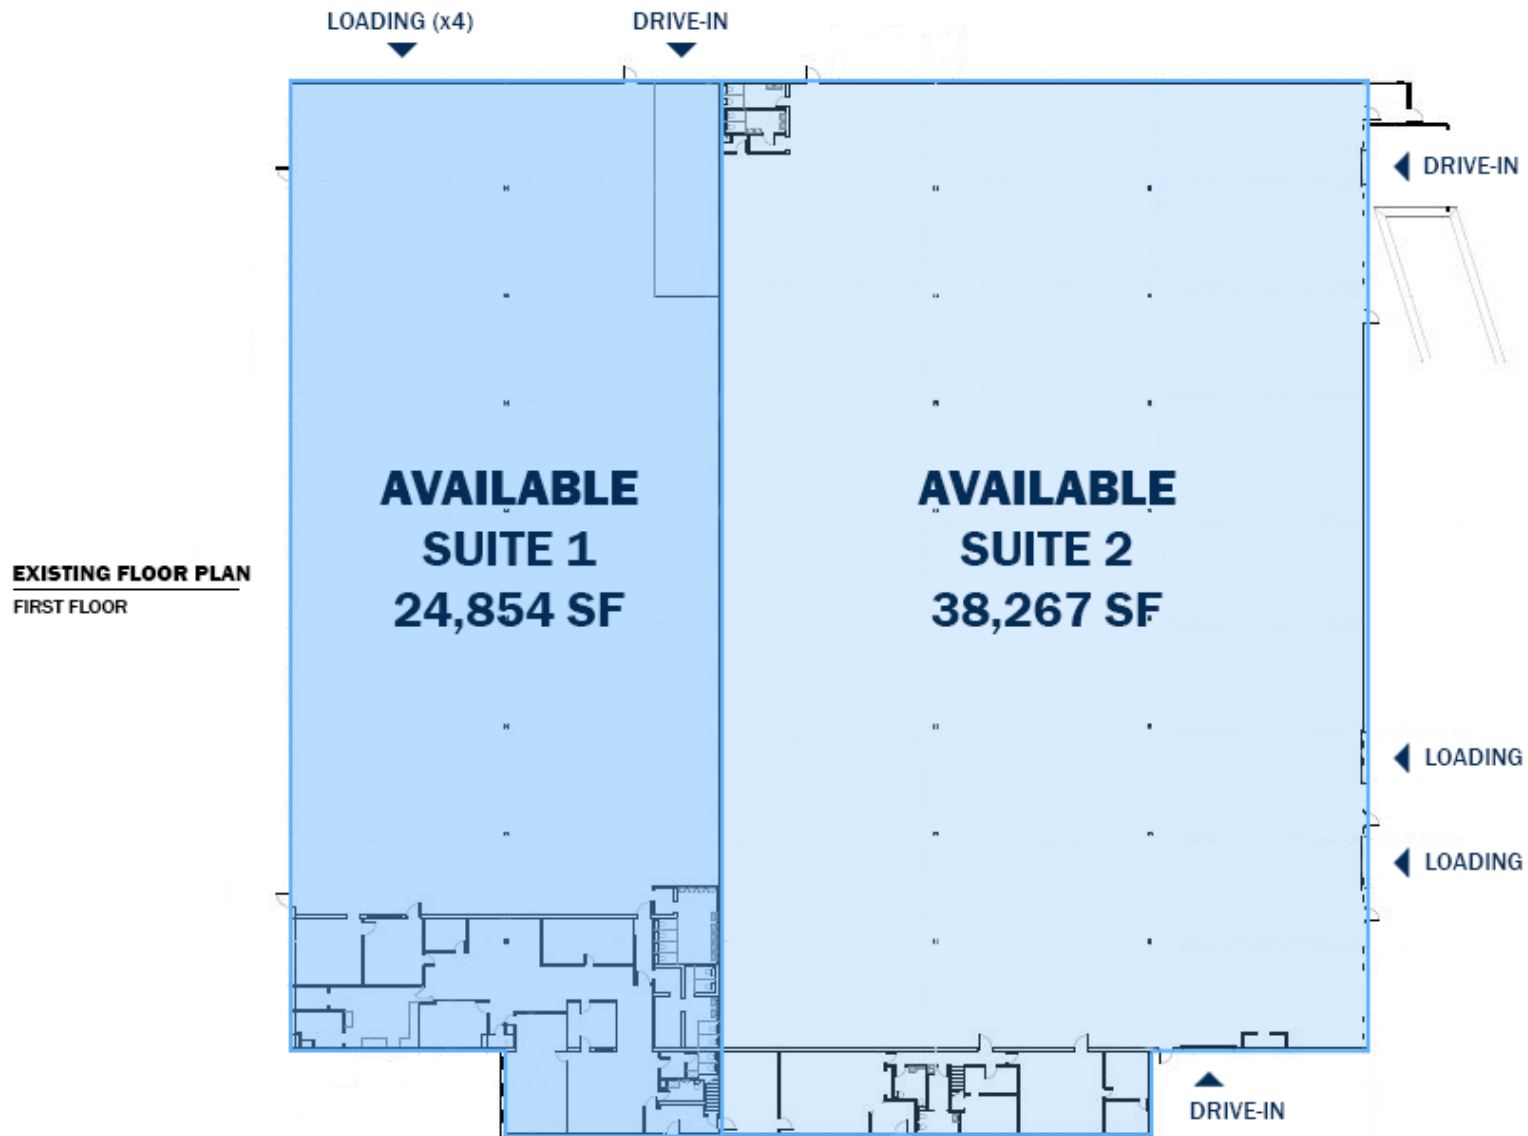 LOADING (x4)
DRIVE-IN
DRIVE-IN
AVAILABLE
SUITE 1
24,854 SF
AVAILABLE
SUITE 2
38,267 SF
EXISTING FLOOR PLAN
FIRST FLOOR
LOADING
LOADING
DRIVE-IN